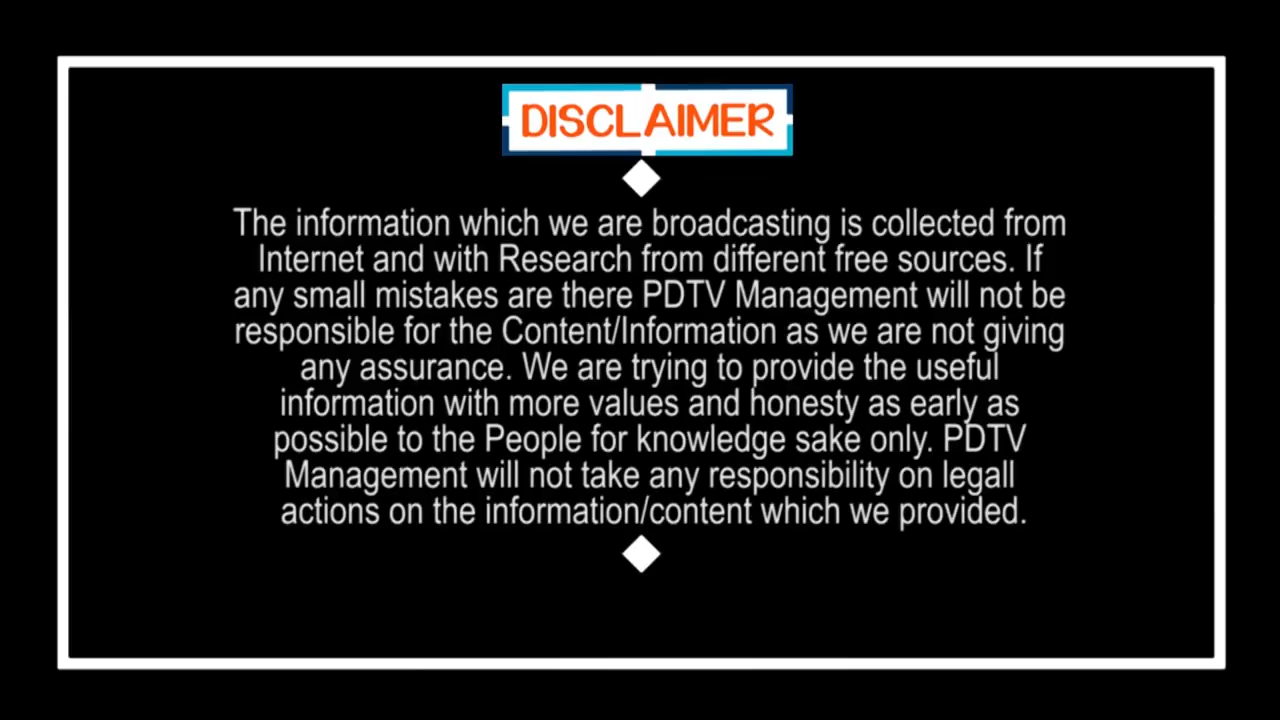 DISCLAIMER
The information which we are broadcasting is collected from
Internet and with Research from different free sources. If
any small mistakes are there PDTV Management will not be
responsible for the Content/Information as we are not giving
any assurance. We are trying to provide the useful
information with more values and honesty as early as
possible to the People for knowledge sake only. PDTV
Management will not take any responsibility on legall
actions on the information/content which we provided.